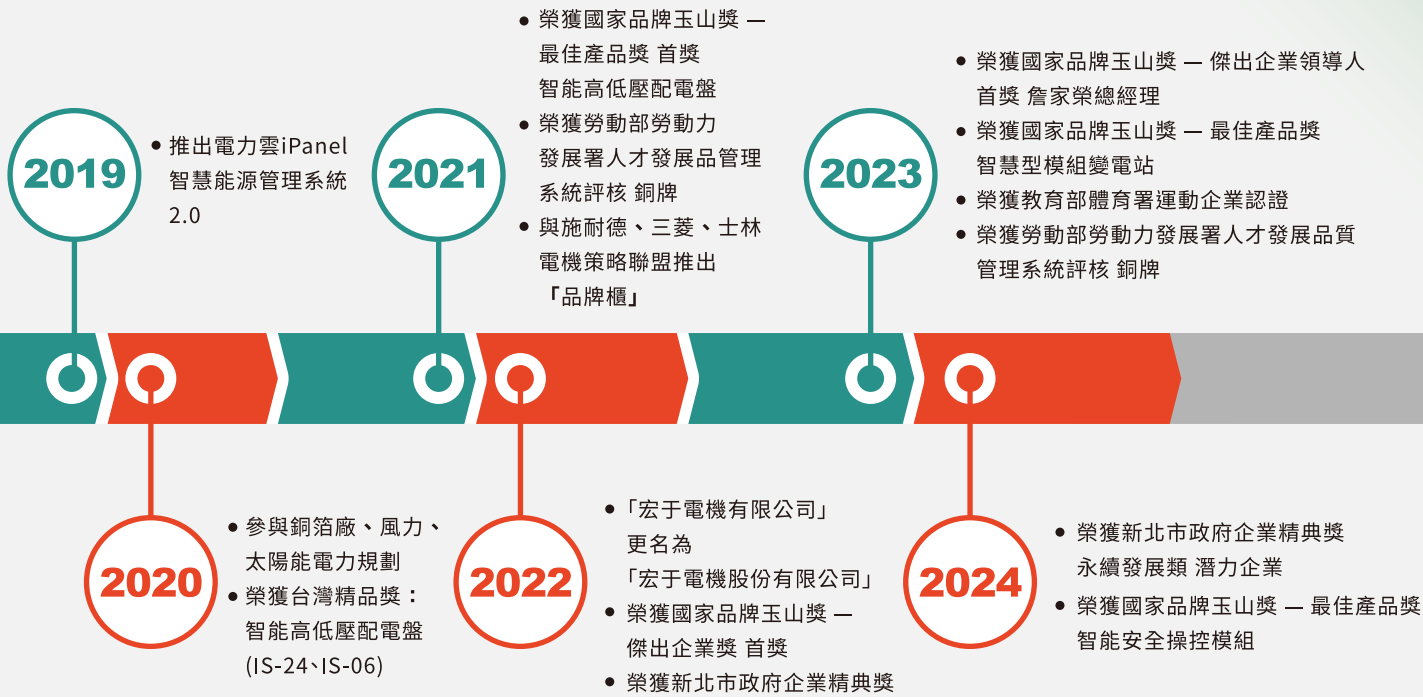 2019
• 推出電力雲iPanel
智慧能源管理系統
2.0
2020
• 參與銅箔廠、風力、
太陽能電力規劃
• 榮獲台灣精品獎：
智能高低壓配電盤
(IS-24、IS-06)
2021
• 榮獲國家品牌玉山獎 —
最佳產品獎 首獎
智能高低壓配電盤
• 榮獲勞動部勞動力
發展署人才發展品管理
系統評核 銅牌
• 與施耐德、三菱、士林
電機策略聯盟推出
「品牌櫃」
2022
• 「宏于電機有限公司」
更名為
「宏于電機股份有限公司」
• 榮獲國家品牌玉山獎 —
傑出企業獎 首獎
• 榮獲新北市政府企業精典獎
2023
• 榮獲國家品牌玉山獎 — 傑出企業領導人
首獎 詹家榮總經理
• 榮獲國家品牌玉山獎 — 最佳產品獎
智慧型模組變電站
• 榮獲教育部體育署運動企業認證
• 榮獲勞動部勞動力發展署人才發展品質
管理系統評核 銅牌
2024
• 榮獲新北市政府企業精典獎
永續發展類 潛力企業
• 榮獲國家品牌玉山獎 — 最佳產品獎
智能安全操控模組